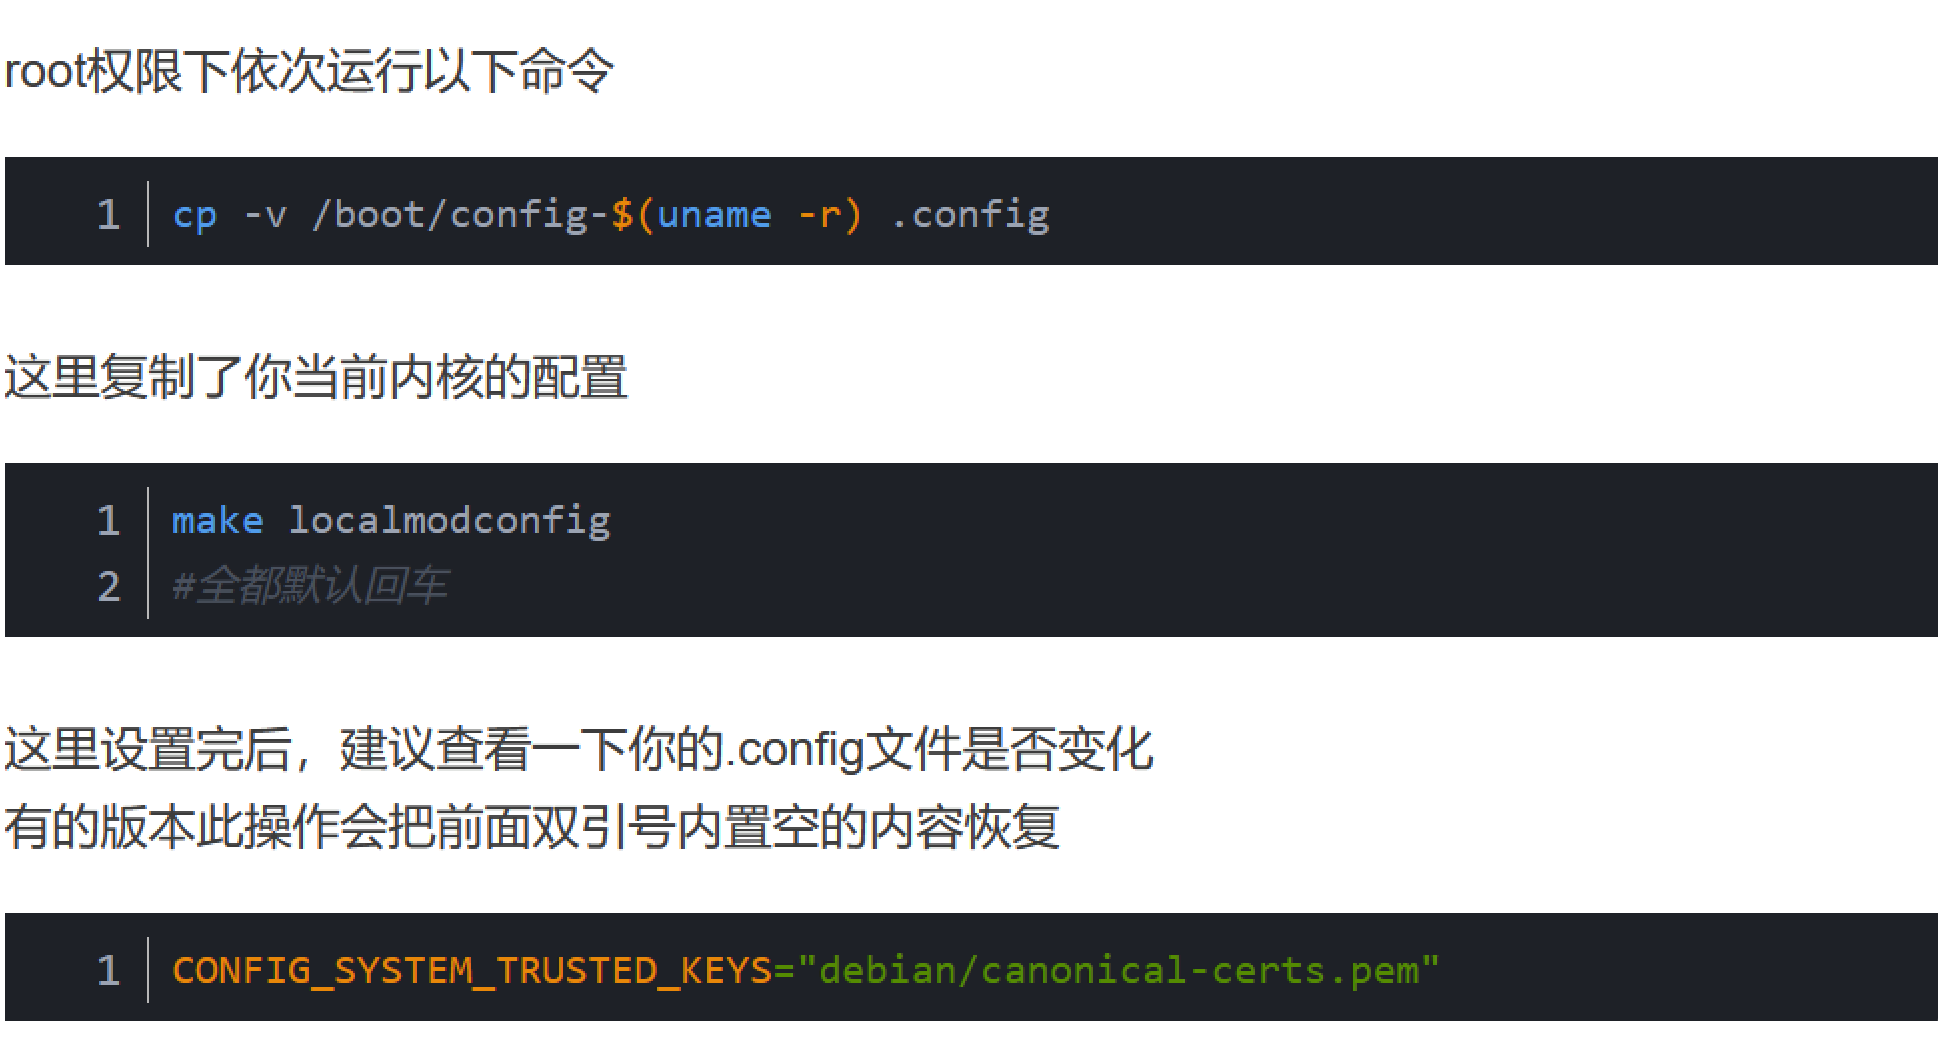 root权限下依次运行以下命令
1 cp -v /boot/config-$(uname -r) .config
这里复制了你当前内核的配置
1 make localmodconfig
2 #全都默认回车
这里设置完后，建议查看一下你的.config文件是否变化
有的版本此操作会把前面双引号内置空的内容恢复
1 CONFIG_SYSTEM_TRUSTED_KEYS="debian/canonical-certs.pem"